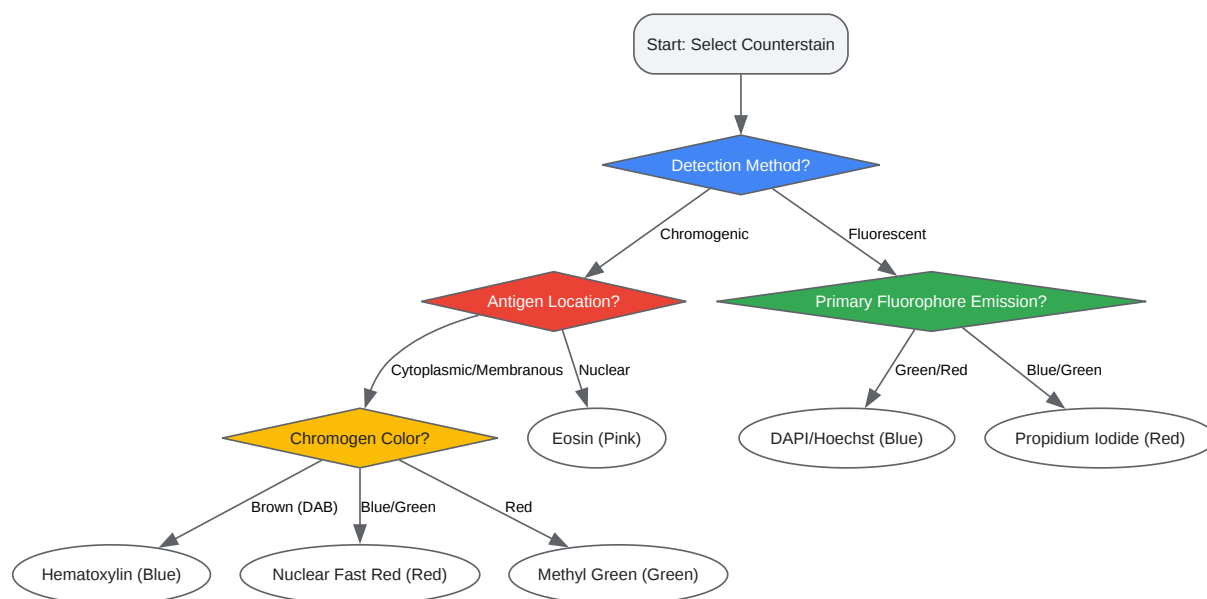 Start: Select Counterstain
Detection Method?
Chromogenic
Fluorescent
Antigen Location?
Primary Fluorophore Emission?
Cytoplasmic/Membranous
Nuclear
Green/Red
Blue/Green
Chromogen Color?
Eosin (Pink)
DAPI/Hoechst (Blue)
Propidium Iodide (Red)
Brown (DAB)
Blue/Green
Red
Hematoxylin (Blue)
Nuclear Fast Red (Red)
Methyl Green (Green)